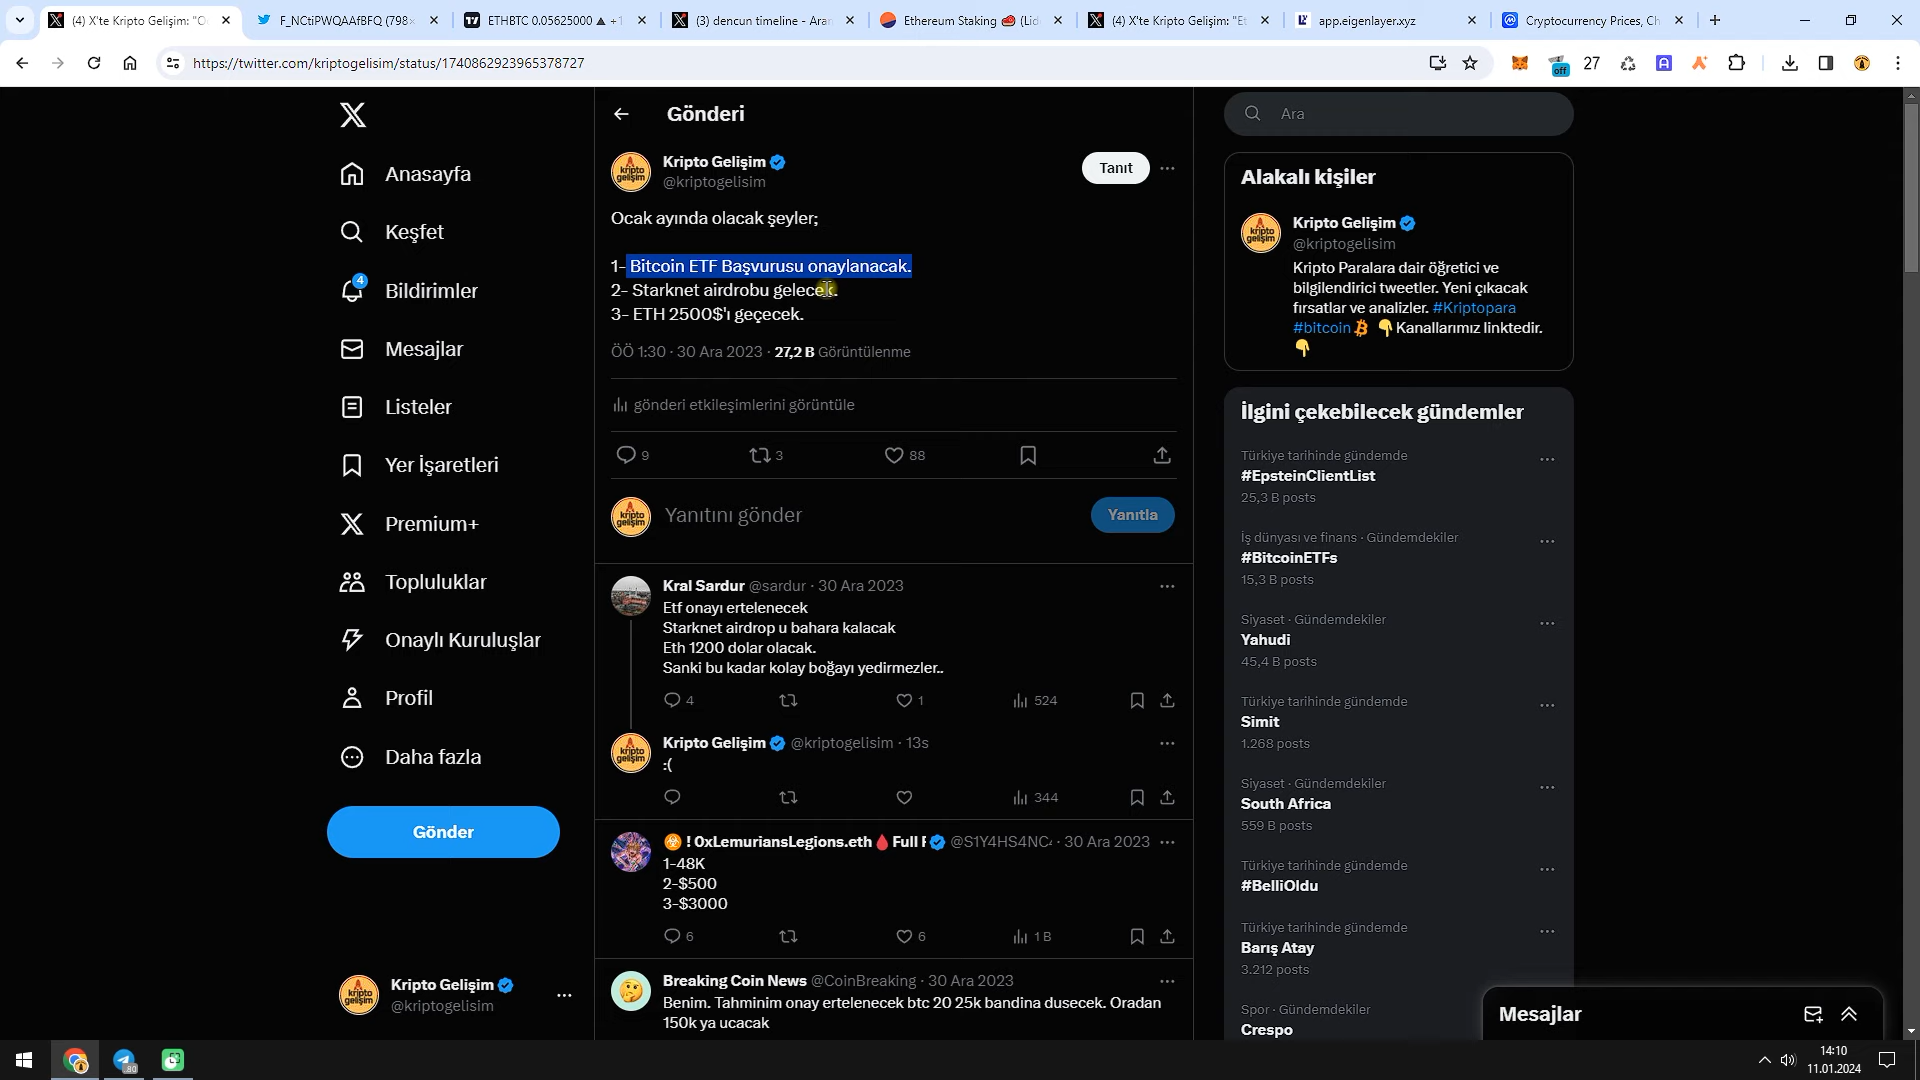 (4) X'te Kripto Gelişim: "O
F_NCtiPWQAAfBFQ (798×
ETHBTC 0.05625000 ▲ +1
(3) dencun timeline - Ara
Ethereum Staking (Lid
(4) X'te Kripto Gelişim: "Et
app.eigenlayer.xyz
Cryptocurrency Prices, Ch
https://twitter.com/kriptogelisim/status/1740862923965378727
off
27
Gönderi
Ara
Anasayfa
Keşfet
4
Bildirimler
Mesajlar
Listeler
Yer İşaretleri
Premium+
Topluluklar
Onaylı Kuruluşlar
Profil
Daha fazla
Gönder
Kripto Gelişim
@kriptogelisim
Kripto Gelişim
@kriptogelisim
Tanıt
Ocak ayında olacak şeyler;
1- Bitcoin ETF Başvurusu onaylanacak.
2- Starknet airdrobu gelecek.
3- ETH 2500$'ı geçecek.
ÖÖ 1:30 · 30 Ara 2023 · 27,2 B Görüntülenme
gönderi etkileşimlerini görüntüle
9 3 88
Yanıtını gönder
Yanıtla
Kral Sardur @sardur · 30 Ara 2023
Etf onayı ertelenecek
Starknet airdrop u bahara kalacak
Eth 1200 dolar olacak.
Sanki bu kadar kolay boğayı yedirmezler..
4 1 524
Kripto Gelişim @kriptogelisim · 13s
:(
344
! 0xLemuriansLegions.eth Full @S1Y4HS4NC · 30 Ara 2023
1-48K
2-$500
3-$3000
6 6 1 B
Breaking Coin News @CoinBreaking · 30 Ara 2023
Benim. Tahminim onay ertelenecek btc 20 25k bandina dusecek. Oradan
150k ya ucacak
Alakalı kişiler
Kripto Gelişim
@kriptogelisim
Kripto Paralara dair öğretici ve
bilgilendirici tweetler. Yeni çıkacak
fırsatlar ve analizler. #Kriptopara
#bitcoin Kanallarımız linktedir.
İlgini çekebilecek gündemler
Türkiye tarihinde gündemde
#EpsteinClientList
25,3 B posts
İş dünyası ve finans · Gündemdekiler
#BitcoinETFs
15,3 B posts
Siyaset · Gündemdekiler
Yahudi
45,4 B posts
Türkiye tarihinde gündemde
Simit
1.268 posts
Siyaset · Gündemdekiler
South Africa
559 B posts
Türkiye tarihinde gündemde
#BelliOldu
Türkiye tarihinde gündemde
Barış Atay
3.212 posts
Spor · Gündemdekiler
Crespo
Mesajlar
80
14:10
11.01.2024